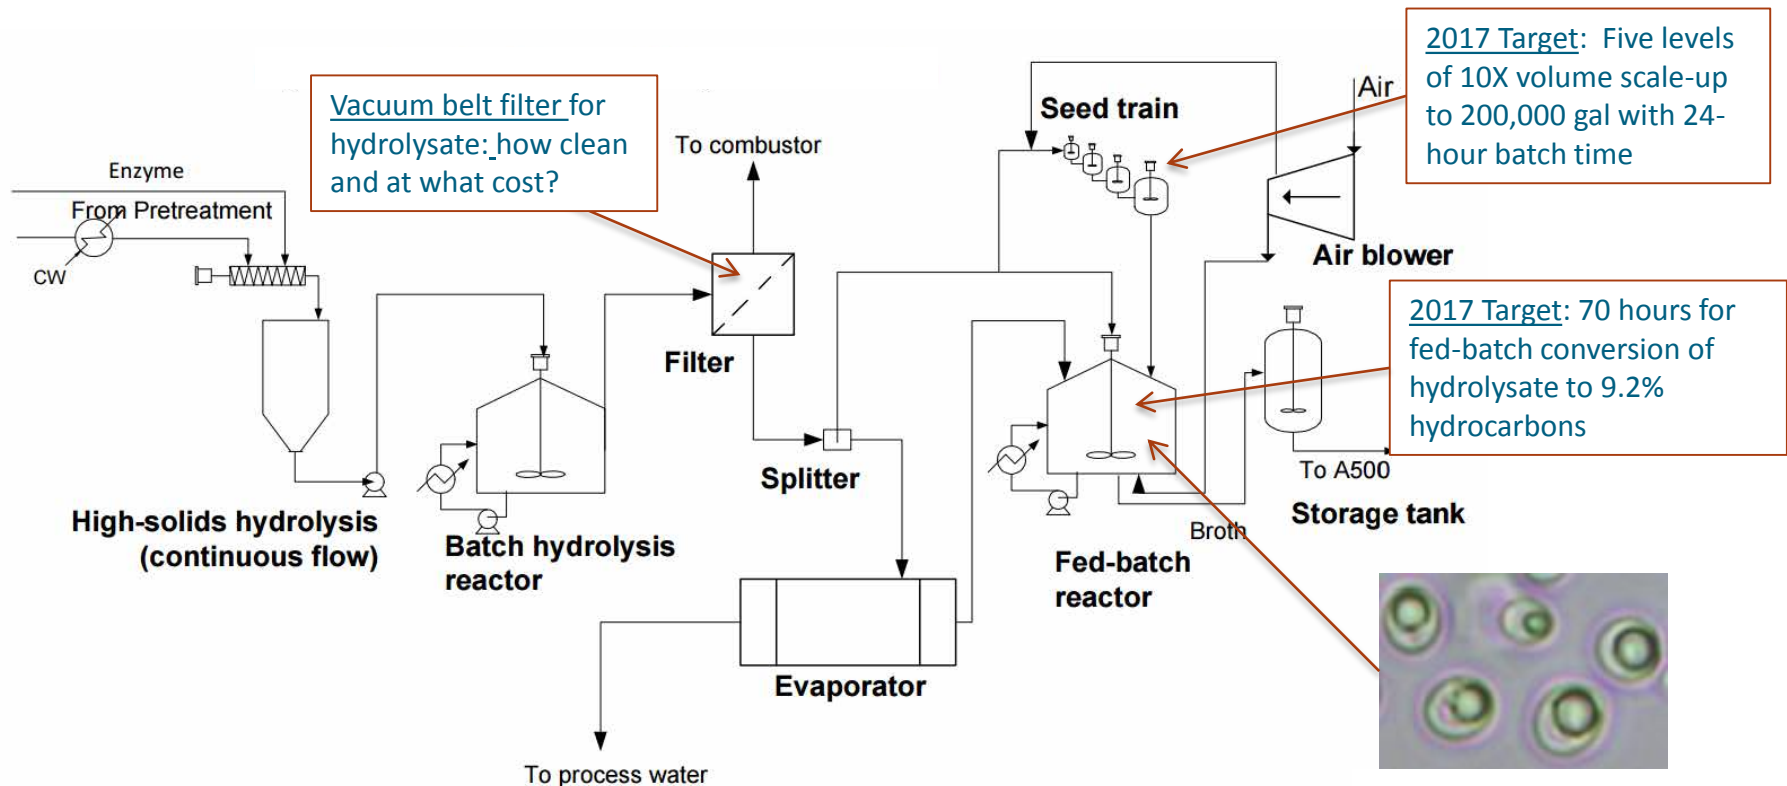 2017 Target:  Five levels
of 10X volume scale-up
to 200,000 gal with 24-
hour batch time
Vacuum belt filter for
hydrolysate: how clean
and at what cost?
Air
Seed train
To combustor
Enzyme
From Pretreatment
CW
Air blower
2017 Target: 70 hours for
fed-batch conversion of
hydrolysate to 9.2%
hydrocarbons
Filter
Splitter
To A500
Storage tank
High-solids hydrolysis
(continuous flow)
Batch hydrolysis
reactor
Broth
Fed-batch
reactor
Evaporator
To process water